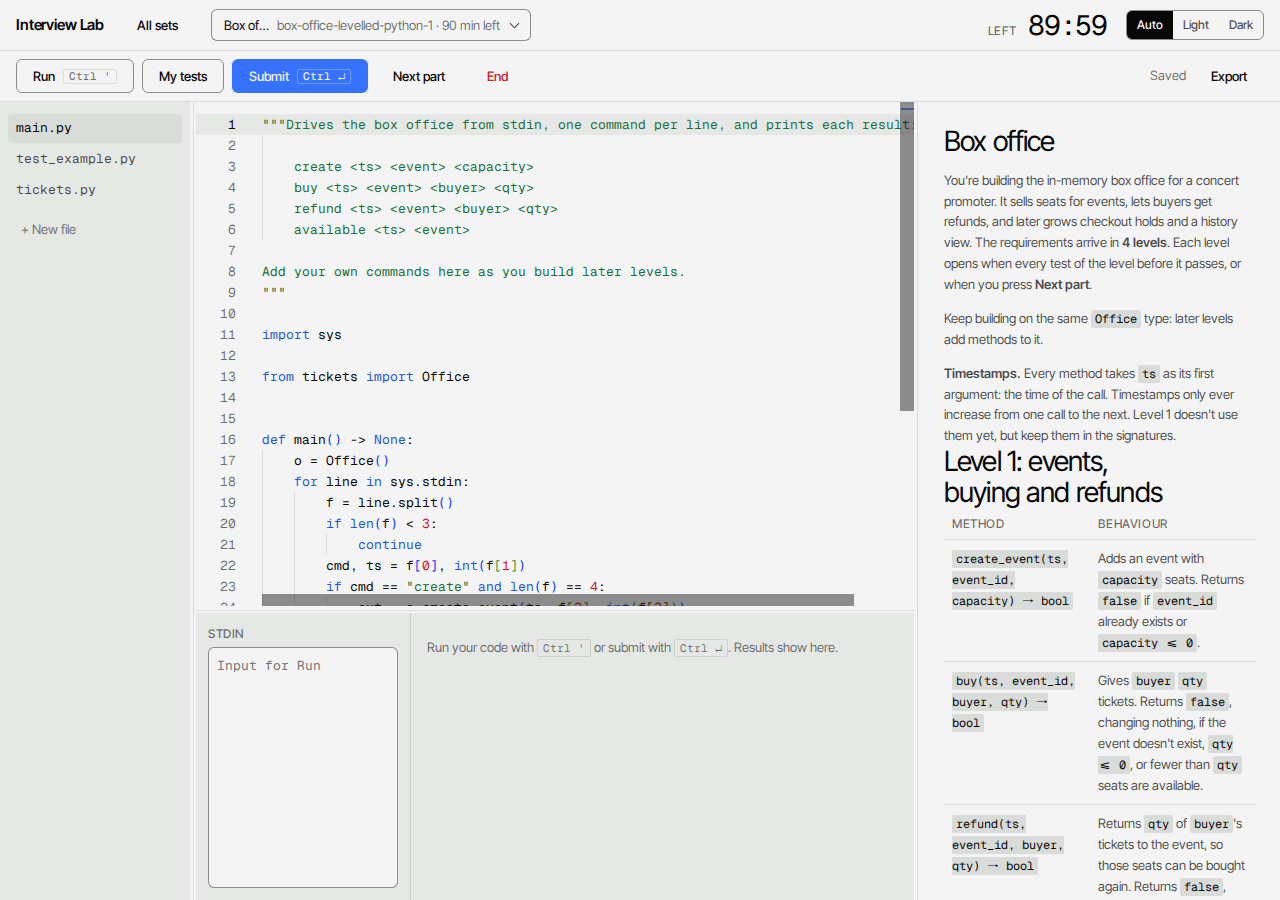 Interview Lab All sets Box of... box-office-levelled-python-1 · 90 min left LEFT 89:59 Auto Light Dark
Run Ctrl ' My tests Submit Ctrl ↵ Next part End Saved Export
main.py
test_example.py
tickets.py
+ New file
1 """Drives the box office from stdin, one command per line, and prints each result:
2
3 create <ts> <event> <capacity>
4 buy <ts> <event> <buyer> <qty>
5 refund <ts> <event> <buyer> <qty>
6 available <ts> <event>
7
8 Add your own commands here as you build later levels.
9 """
10
11 import sys
12
13 from tickets import Office
14
15
16 def main() -> None:
17 o = Office()
18 for line in sys.stdin:
19 f = line.split()
20 if len(f) < 3:
21 continue
22 cmd, ts = f[0], int(f[1])
23 if cmd == "create" and len(f) == 4:
STDIN
Input for Run
Run your code with Ctrl ' or submit with Ctrl ↵. Results show here.
Box office
You're building the in-memory box office for a concert
promoter. It sells seats for events, lets buyers get
refunds, and later grows checkout holds and a history
view. The requirements arrive in 4 levels. Each level
opens when every test of the level before it passes, or
when you press Next part.
Keep building on the same Office type: later levels
add methods to it.
Timestamps. Every method takes ts as its first
argument: the time of the call. Timestamps only ever
increase from one call to the next. Level 1 doesn't use
them yet, but keep them in the signatures.
Level 1: events,
buying and refunds
METHOD BEHAVIOUR
create_event(ts,
event_id,
capacity) → bool
Adds an event with
capacity seats. Returns
false if event_id
already exists or
capacity ≤ 0.
buy(ts, event_id,
buyer, qty) →
bool
Gives buyer qty
tickets. Returns false,
changing nothing, if the
event doesn't exist, qty
≤ 0, or fewer than qty
seats are available.
refund(ts,
event_id, buyer,
qty) → bool
Returns qty of buyer's
tickets to the event, so
those seats can be bought
again. Returns false,